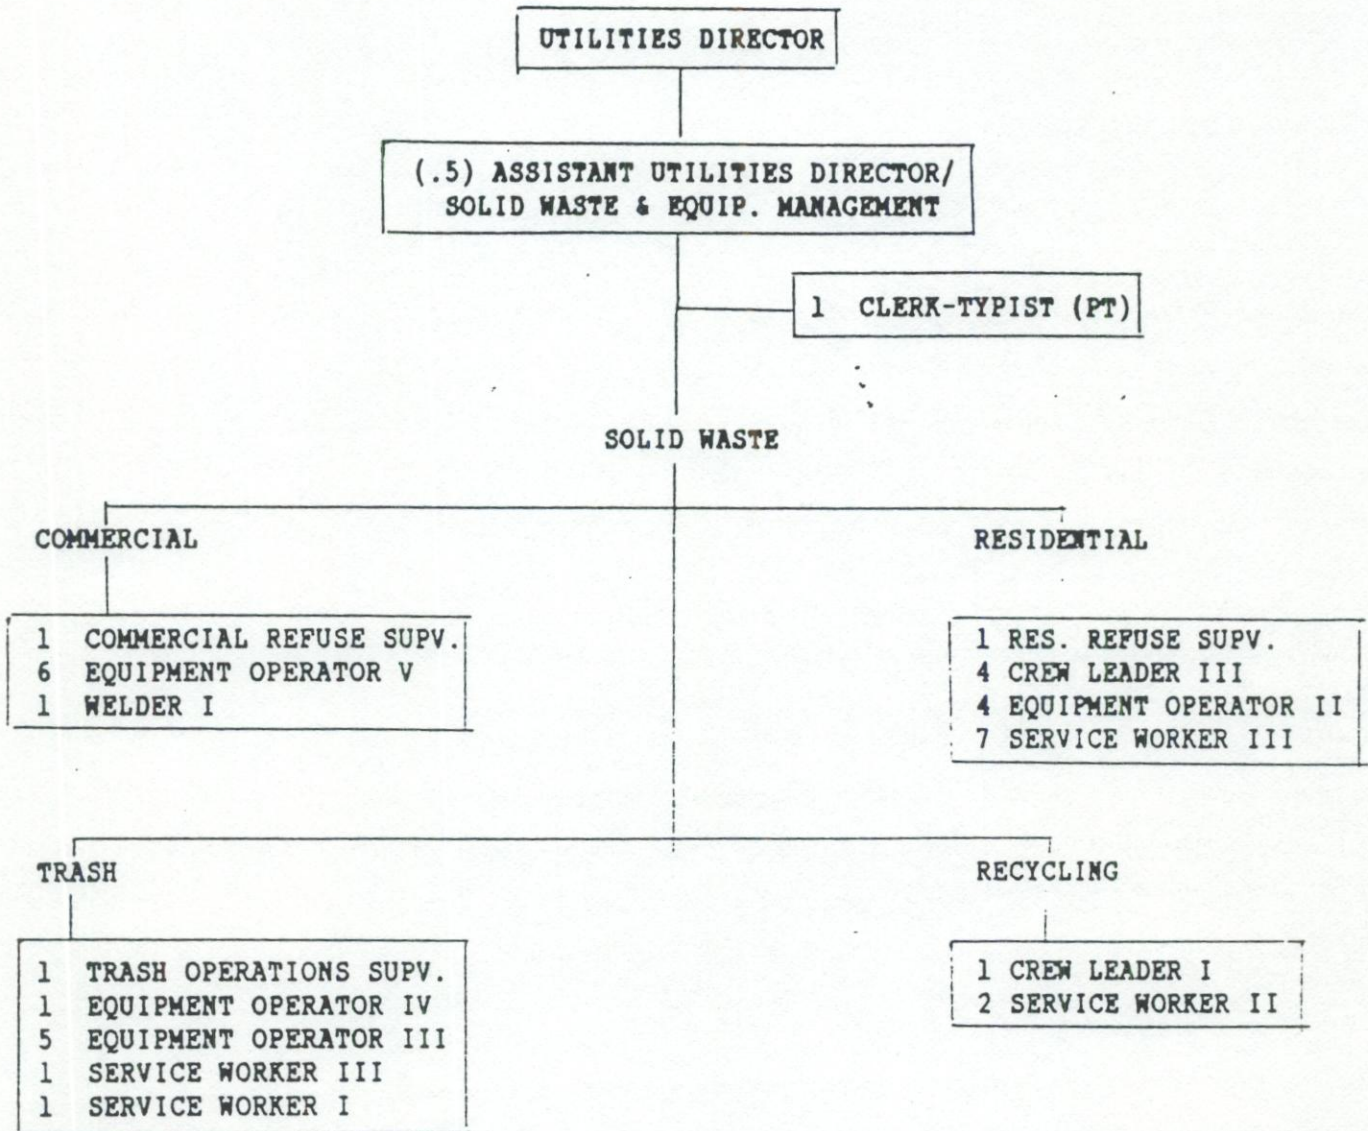 UTILITIES DIRECTOR
(.5) ASSISTANT UTILITIES DIRECTOR/
SOLID WASTE & EQUIP. MANAGEMENT
1 CLERK-TYPIST (PT)
SOLID WASTE
COMMERCIAL
1 COMMERCIAL REFUSE SUPV.
6 EQUIPMENT OPERATOR V
1 WELDER I
RESIDENTIAL
1 RES. REFUSE SUPV.
4 CREW LEADER III
4 EQUIPMENT OPERATOR II
7 SERVICE WORKER III
TRASH
1 TRASH OPERATIONS SUPV.
1 EQUIPMENT OPERATOR IV
5 EQUIPMENT OPERATOR III
1 SERVICE WORKER III
1 SERVICE WORKER I
RECYCLING
1 CREW LEADER I
2 SERVICE WORKER II